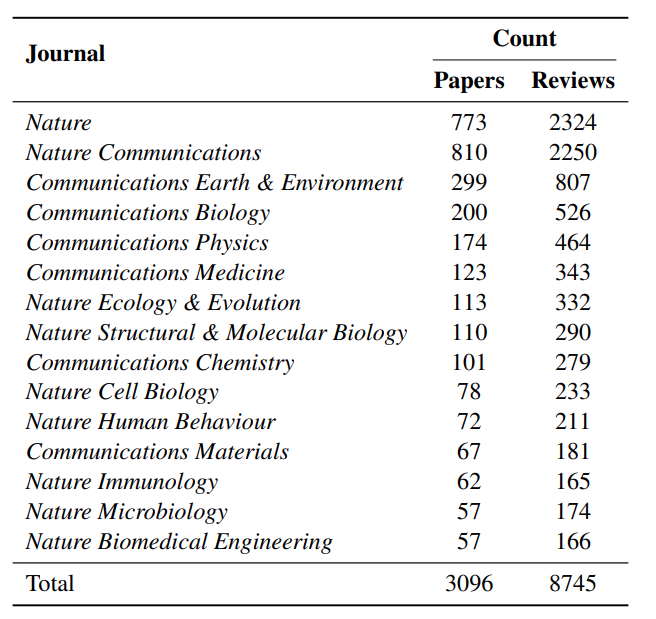 Journal Count
Papers Reviews
Nature 773 2324
Nature Communications 810 2250
Communications Earth & Environment 299 807
Communications Biology 200 526
Communications Physics 174 464
Communications Medicine 123 343
Nature Ecology & Evolution 113 332
Nature Structural & Molecular Biology 110 290
Communications Chemistry 101 279
Nature Cell Biology 78 233
Nature Human Behaviour 72 211
Communications Materials 67 181
Nature Immunology 62 165
Nature Microbiology 57 174
Nature Biomedical Engineering 57 166
Total 3096 8745